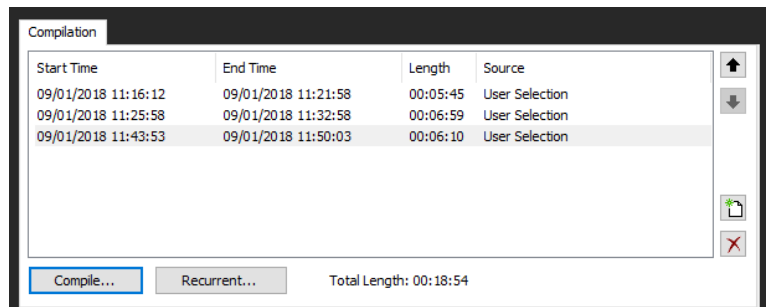 Compilation
Start Time End Time Length Source
09/01/2018 11:16:12 09/01/2018 11:21:58 00:05:45 User Selection
09/01/2018 11:25:58 09/01/2018 11:32:58 00:06:59 User Selection
09/01/2018 11:43:53 09/01/2018 11:50:03 00:06:10 User Selection
Compile... Recurrent... Total Length: 00:18:54